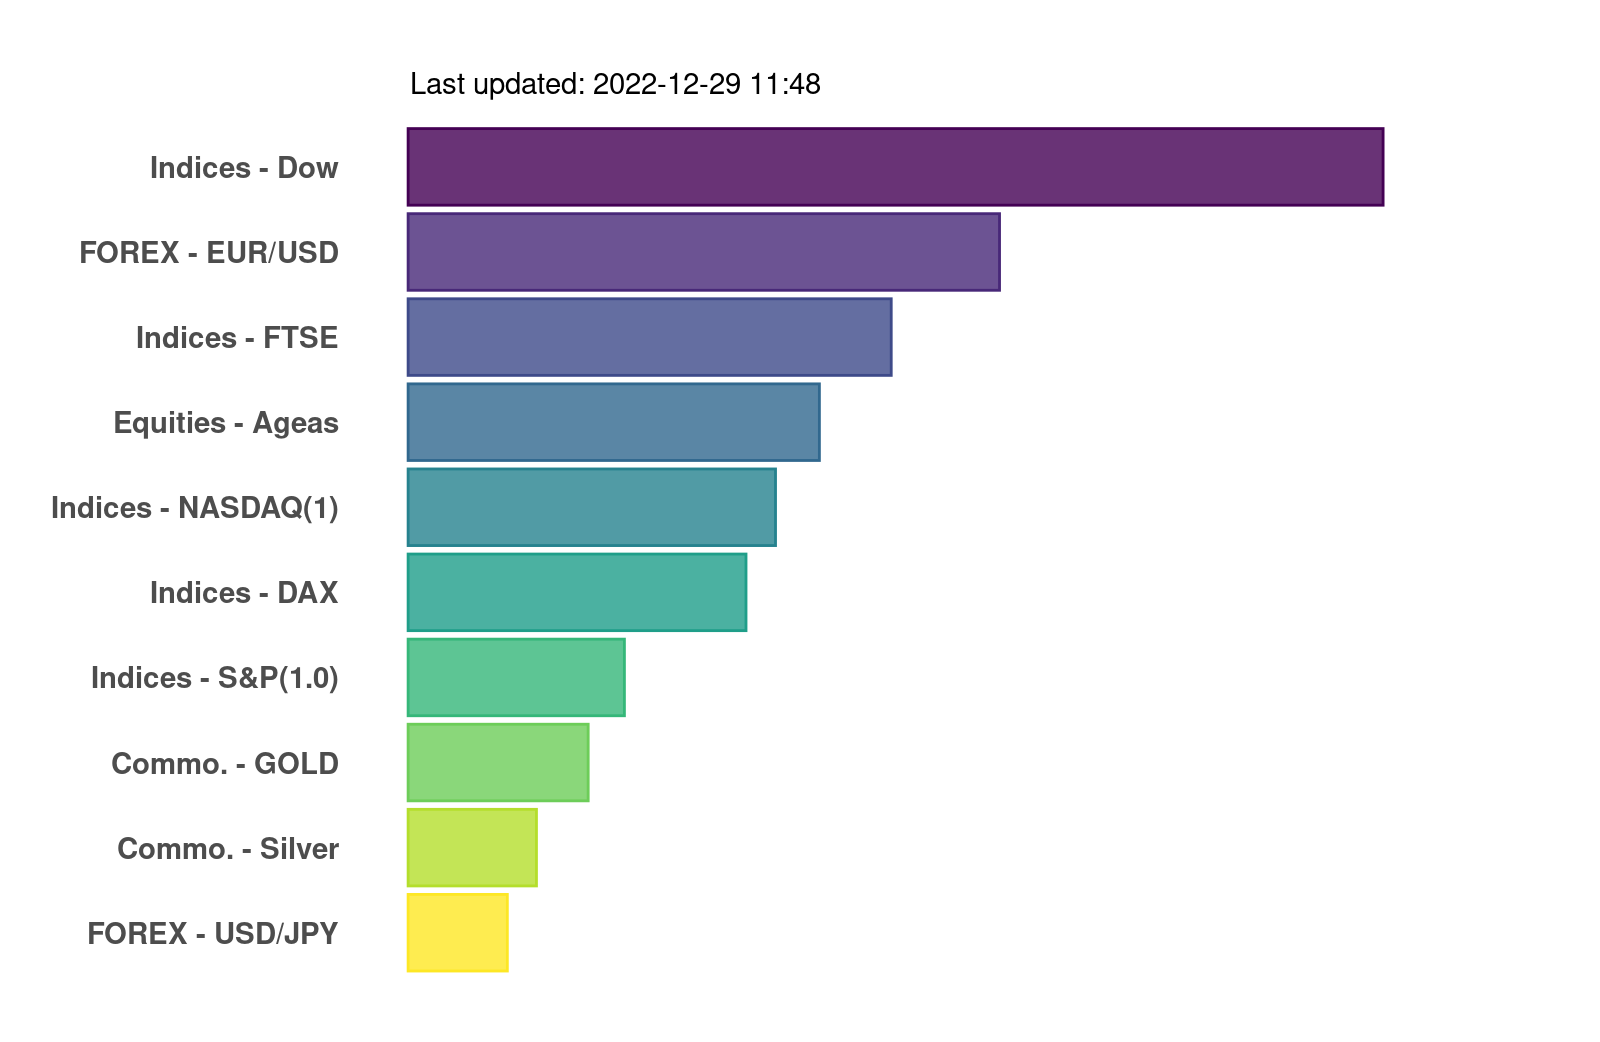 Last updated: 2022-12-29 11:48
Indices - Dow
FOREX - EUR/USD
Indices - FTSE
Equities - Ageas
Indices - NASDAQ(1)
Indices - DAX
Indices - S&P(1.0)
Commo. - GOLD
Commo. - Silver
FOREX - USD/JPY